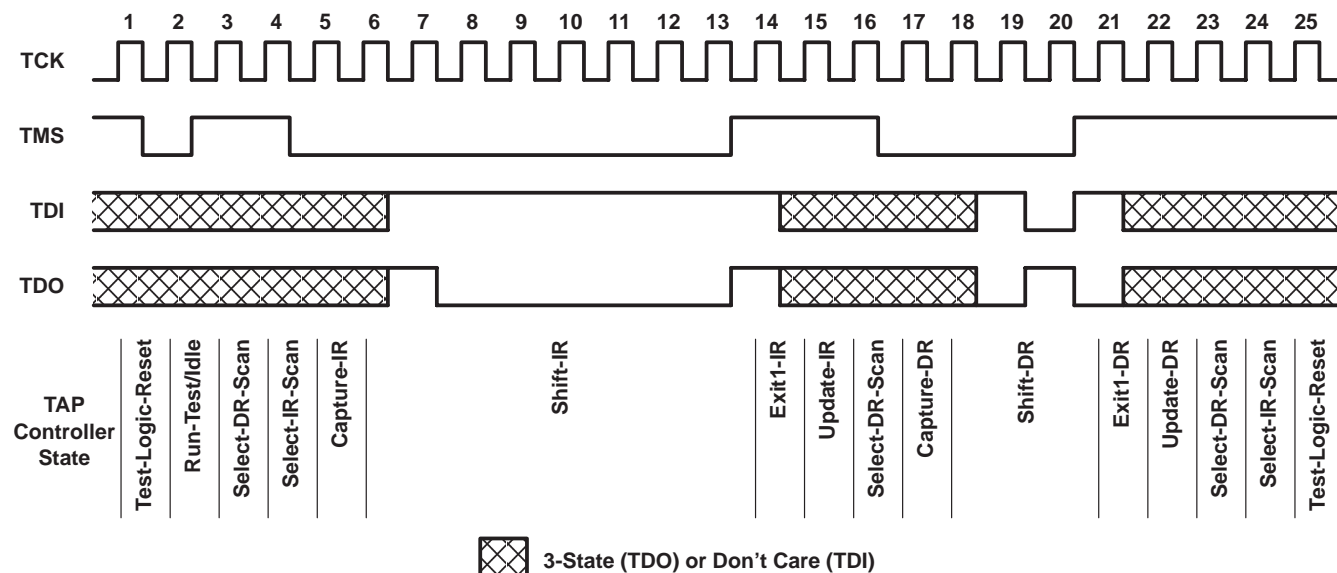 1 2 3 4 5 6 7 8 9 10 11 12 13 14 15 16 17 18 19 20 21 22 23 24 25
TCK
TMS
TDI
TDO
TAP
Controller
State
Test-Logic-Reset
Run-Test/Idle
Select-DR-Scan
Select-IR-Scan
Capture-IR
Shift-IR
Exit1-IR
Update-IR
Select-DR-Scan
Capture-DR
Shift-DR
Exit1-DR
Update-DR
Select-DR-Scan
Select-IR-Scan
Test-Logic-Reset
3-State (TDO) or Don't Care (TDI)